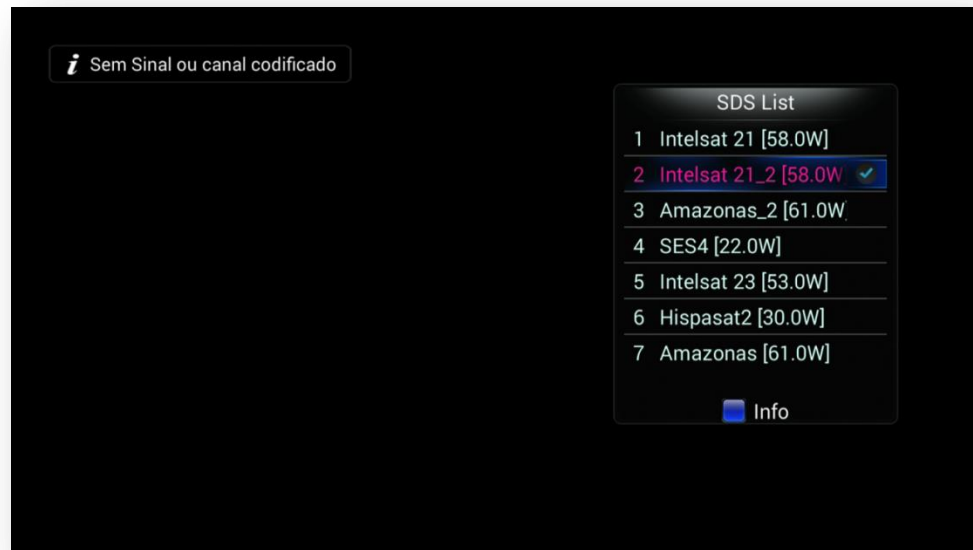 i Sem Sinal ou canal codificado
SDS List
1 Intelsat 21 [58.0W]
2 Intelsat 21_2 [58.0W
3 Amazonas_2 [61.0W]
4 SES4 [22.0W]
5 Intelsat 23 [53.0W]
6 Hispasat2 [30.0W]
7 Amazonas [61.0W]
Info